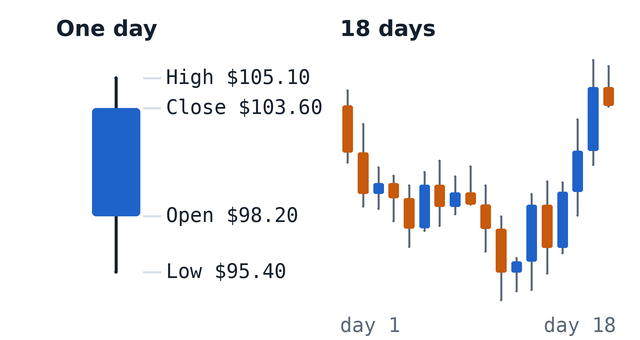 One day
High $105.10
Close $103.60
Open $98.20
Low $95.40
18 days
day 1
day 18